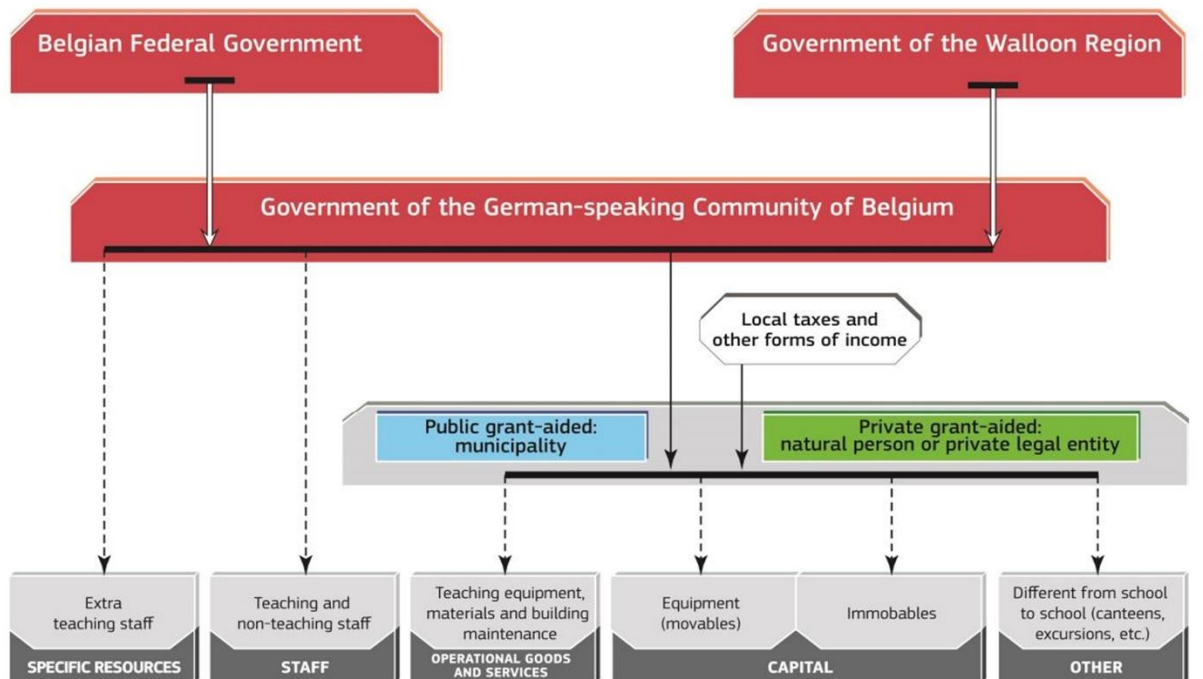 Belgian Federal Government
Government of the Walloon Region
Government of the German-speaking Community of Belgium
Local taxes and
other forms of income
Public grant-aided:
municipality
Private grant-aided:
natural person or private legal entity
Extra
teaching staff
SPECIFIC RESOURCES
Teaching and
non-teaching staff
STAFF
Teaching equipment,
materials and building
maintenance
OPERATIONAL GOODS
AND SERVICES
Equipment
(movables)
Immobables
CAPITAL
Different from school
to school (canteens,
excursions, etc.)
OTHER